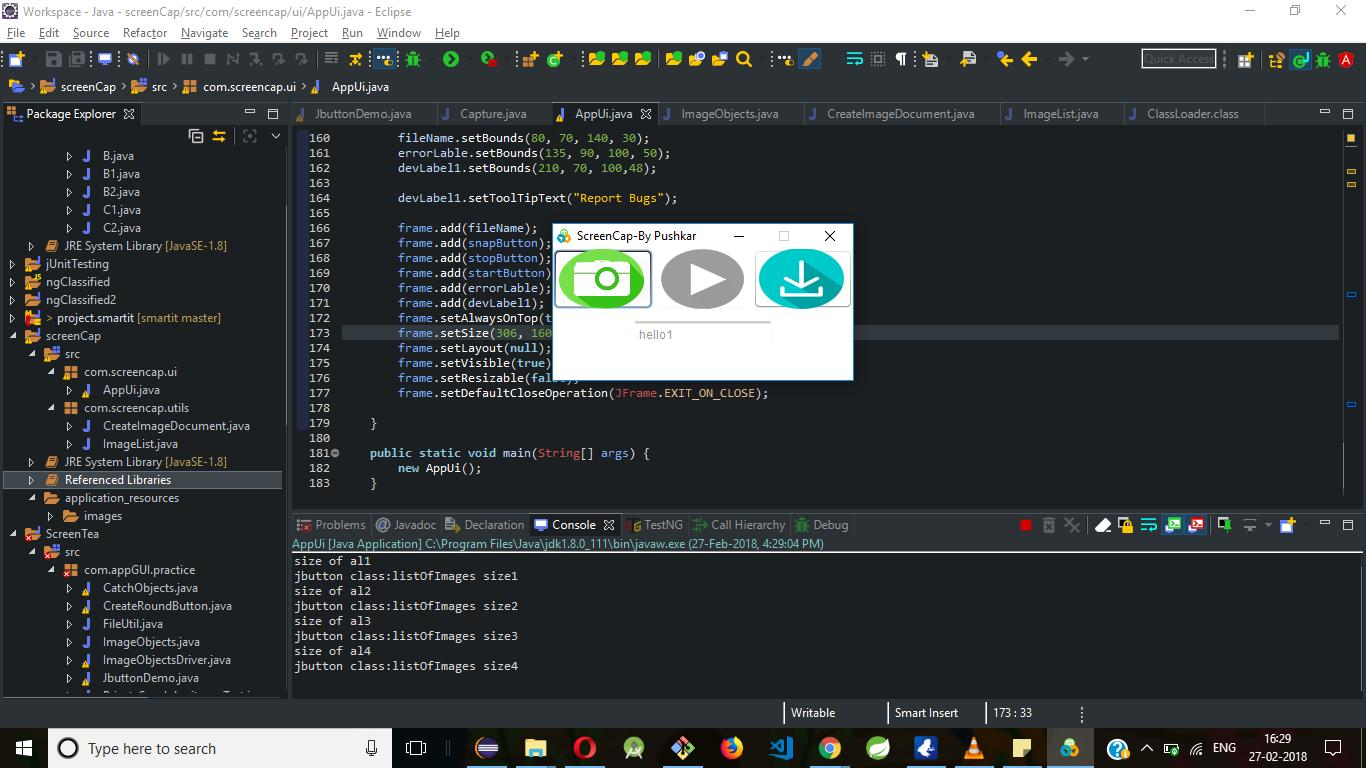 Workspace - Java - screenCap/src/com/screencap/ui/AppUi.java - Eclipse
File Edit Source Refactor Navigate Search Project Run Window Help
Quick Access
screenCap src com.screencap.ui AppUi.java
Package Explorer
B.java
B1.java
B2.java
C1.java
C2.java
JRE System Library [JavaSE-1.8]
jUnitTesting
ngClassified
ngClassified2
> project.smartit [smartit master]
screenCap
src
com.screencap.ui
AppUi.java
com.screencap.utils
CreateImageDocument.java
ImageList.java
JRE System Library [JavaSE-1.8]
Referenced Libraries
application_resources
images
ScreenTea
src
com.appGUI.practice
CatchObjects.java
CreateRoundButton.java
FileUtil.java
ImageObjects.java
ImageObjectsDriver.java
JbuttonDemo.java
JbuttonDemo.java Capture.java AppUi.java ImageObjects.java CreateImageDocument.java ImageList.java ClassLoader.class
160 fileName.setBounds(80, 70, 140, 30);
161 errorLable.setBounds(135, 90, 100, 50);
162 devLabel1.setBounds(210, 70, 100,48);
163
164 devLabel1.setToolTipText("Report Bugs");
165
166 frame.add(fileName);
167 frame.add(snapButton);
168 frame.add(stopButton);
169 frame.add(startButton)
170 frame.add(errorLable);
171 frame.add(devLabel1);
172 frame.setAlwaysOnTop(t
173 frame.setSize(306, 160
174 frame.setLayout(null);
175 frame.setVisible(true)
176 frame.setResizable(false);
177 frame.setDefaultCloseOperation(JFrame.EXIT_ON_CLOSE);
178
179 }
180
181 public static void main(String[] args) {
182 new AppUi();
183 }
ScreenCap-By Pushkar
hello1
Problems Javadoc Declaration Console TestNG Call Hierarchy Debug
AppUi [Java Application] C:\Program Files\Java\jdk1.8.0_111\bin\javaw.exe (27-Feb-2018, 4:29:04 PM)
size of al1
jbutton class:listOfImages size1
size of al2
jbutton class:listOfImages size2
size of al3
jbutton class:listOfImages size3
size of al4
jbutton class:listOfImages size4
Writable Smart Insert 173 : 33
Type here to search
ENG
16:29
27-02-2018